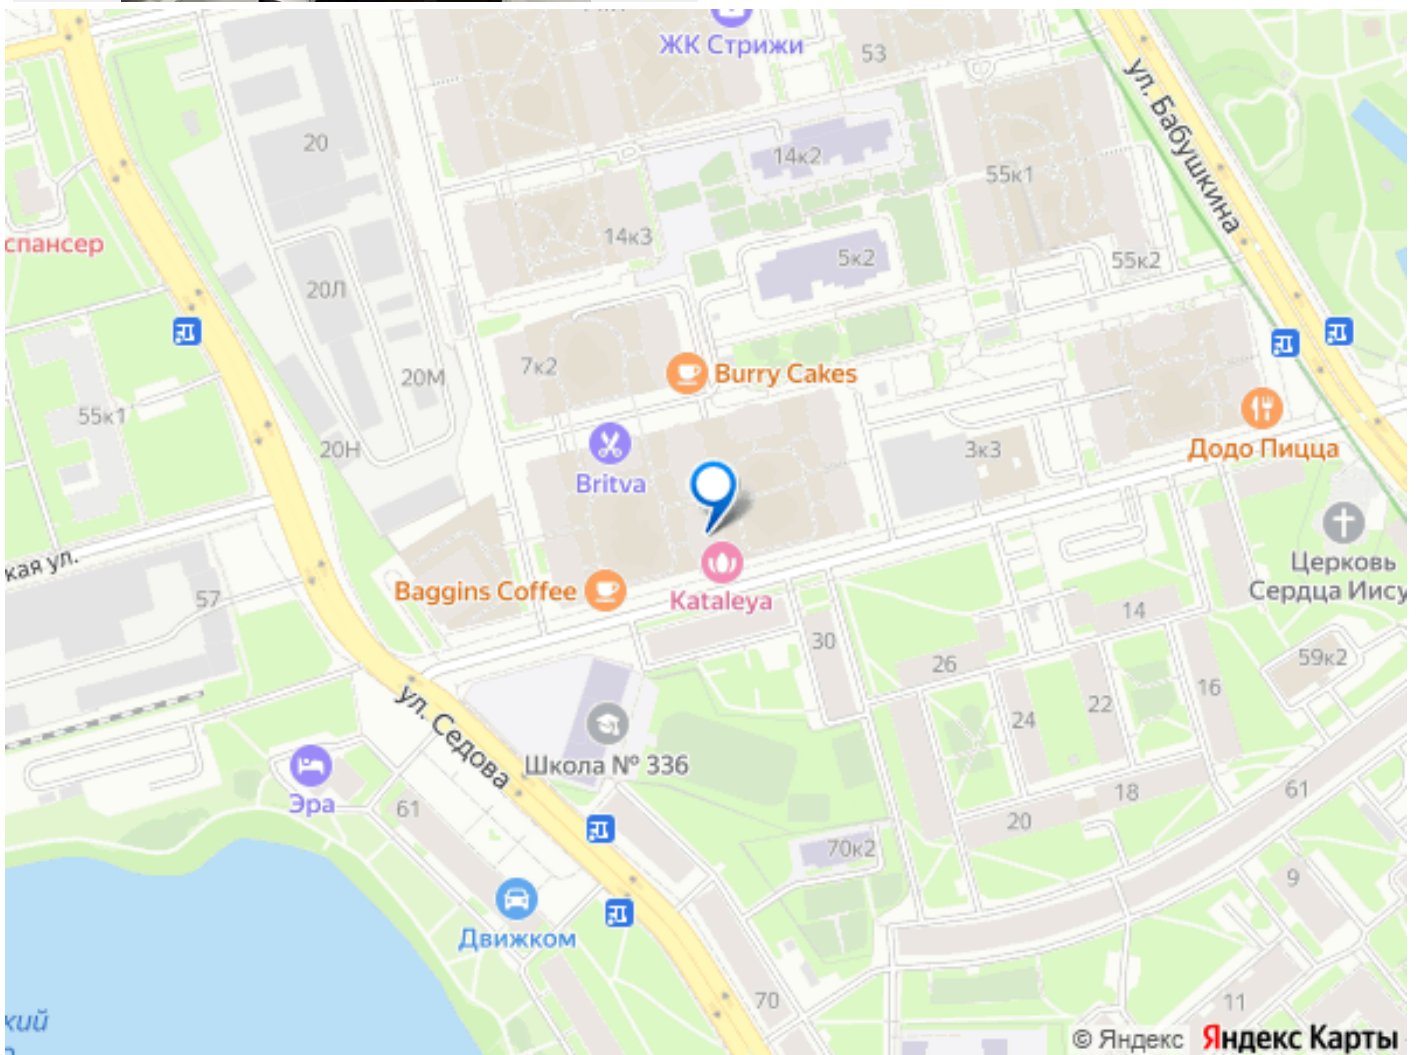 ЖК Стрижи
53
ул. Бабушкина
20
14к2
55к1
спансер
14к3
5к2
55к2
20Л
7к2
20М
Burry Cakes
55к1
20Н
Britva
3к3
Додо Пицца
кая ул.
Baggins Coffee
Kataleya
Церковь
Сердца Иису
57
30
14
26
59к2
16
22
24
ул. Седова
Школа № 336
Эра
61
18
61
20
70к2
9
Движком
70
11
кий
© Яндекс Яндекс Карты